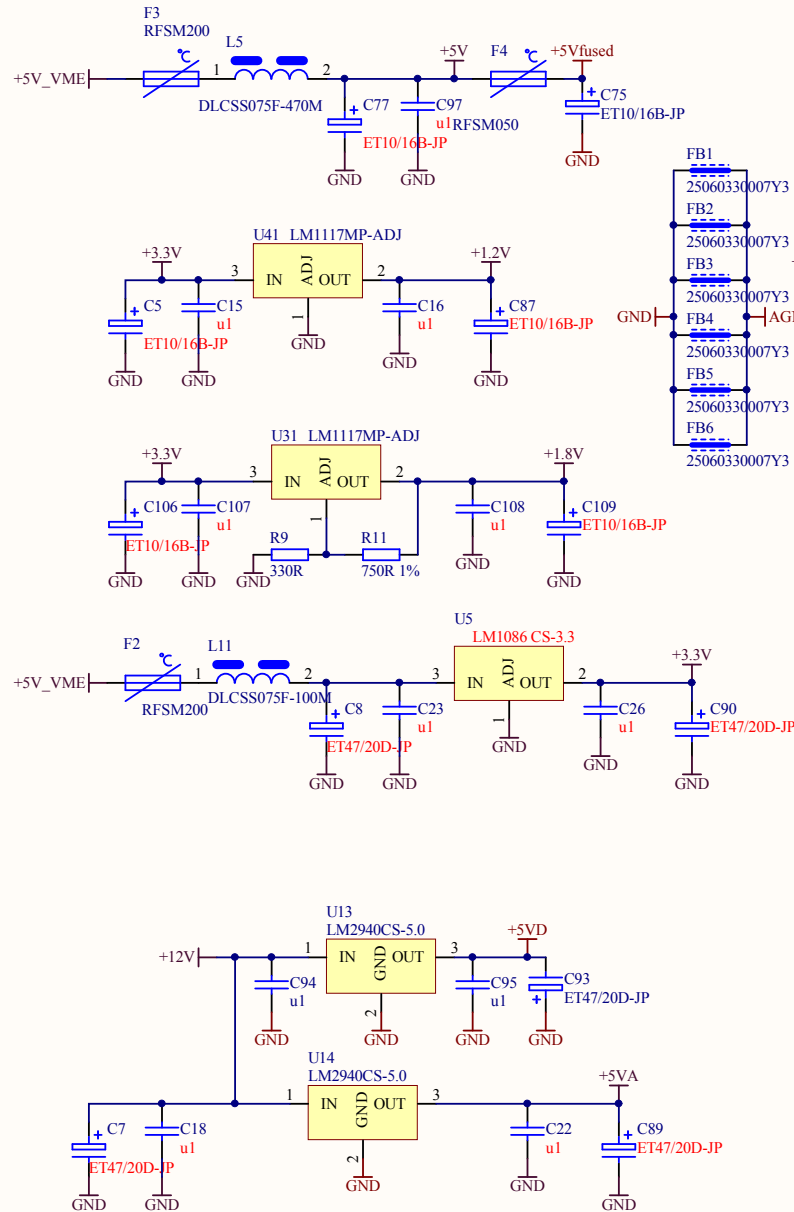 F3
RFSM200
°C
L5
+5V
F4
°C
+5Vfused
+5V_VME
1
2
DLCSS075F-470M
C77
ET10/16B-JP
C97
u1
RFSM050
C75
ET10/16B-JP
GND
GND
GND
FB1
25060330007Y3
FB2
25060330007Y3
FB3
25060330007Y3
GND
FB4
25060330007Y3
FB5
25060330007Y3
FB6
25060330007Y3
U41 LM1117MP-ADJ
+3.3V
3
IN
ADJ
OUT
2
+1.2V
1
C5
ET10/16B-JP
C15
u1
C16
u1
C87
ET10/16B-JP
GND
GND
GND
GND
GND
U31 LM1117MP-ADJ
+3.3V
3
IN
ADJ
OUT
2
+1.8V
1
C106
ET10/16B-JP
C107
u1
C108
u1
C109
ET10/16B-JP
R9
330R
R11
750R 1%
GND
GND
GND
GND
GND
U5
LM1086 CS-3.3
F2
°C
L11
+3.3V
+5V_VME
1
2
3
IN
ADJ
OUT
2
1
RFSM200
DLCSS075F-100M
C8
ET47/20D-JP
C23
u1
C26
u1
C90
ET47/20D-JP
GND
GND
GND
GND
GND
U13
LM2940CS-5.0
+5VD
+12V
1
IN
GND
OUT
3
2
C94
u1
C95
u1
C93
ET47/20D-JP
GND
GND
GND
GND
U14
LM2940CS-5.0
+5VA
1
IN
GND
OUT
3
2
C7
ET47/20D-JP
C18
u1
C22
u1
C89
ET47/20D-JP
GND
GND
GND
GND
GND